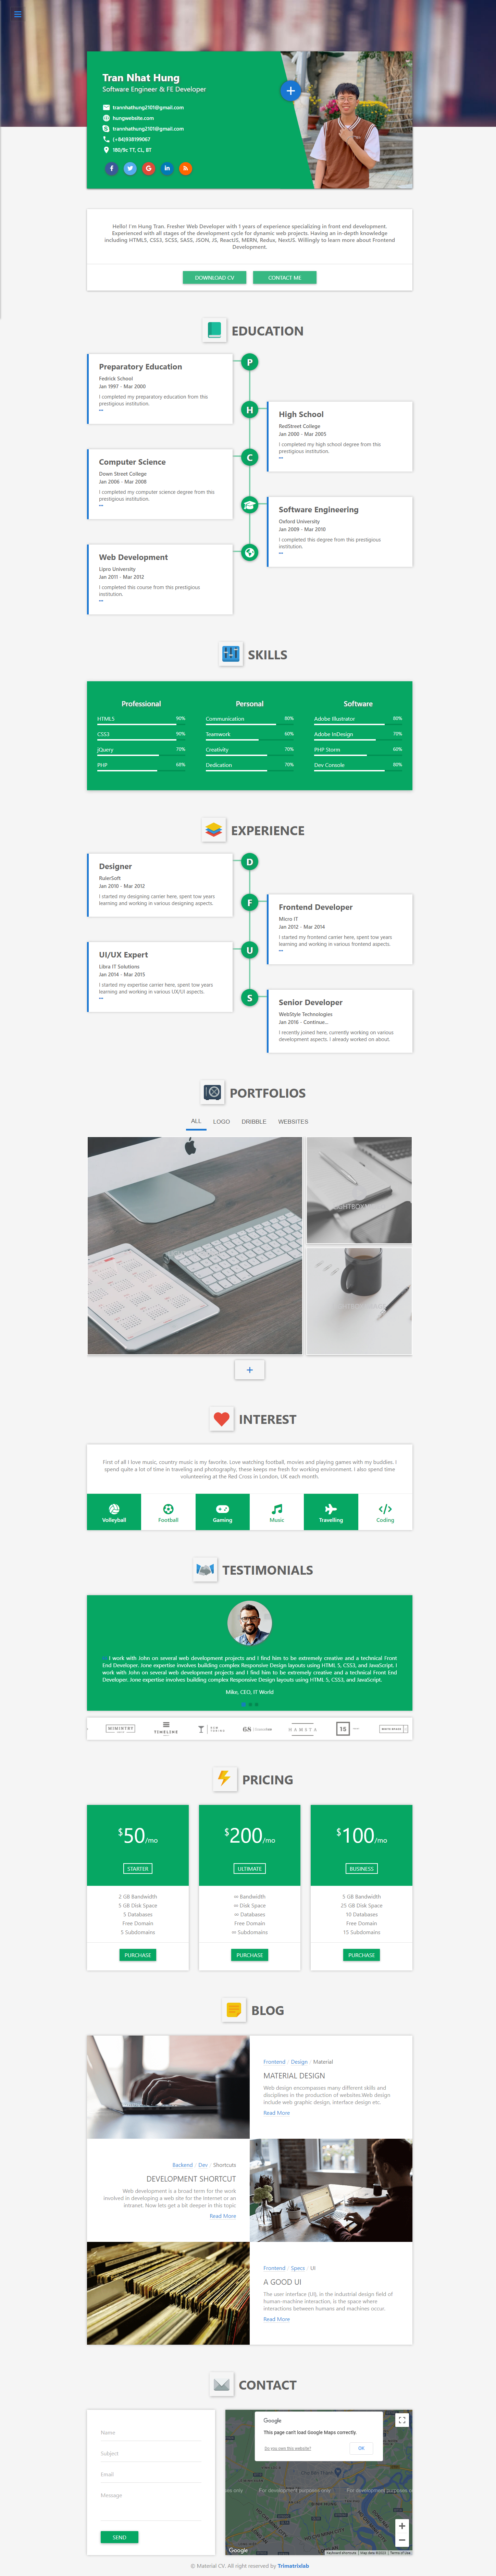 Tran Nhat Hung
Software Engineer & FE Developer
trannhathung2101@gmail.com
hungwebsite.com
trannhathung2101@gmail.com
(+84)938199067
180/9c TT, CL, BT
Hello! I'm Hung Tran. Fresher Web Developer with 1 years of experience specializing in front end development.
Experienced with all stages of the development cycle for dynamic web projects. Having an in-depth knowledge
including HTML5, CSS3, SCSS, SASS, JSON, JS, ReactJS, MERN, Redux, NextJS. Willingly to learn more about Frontend
Development.
DOWNLOAD CV
CONTACT ME
EDUCATION
P
Preparatory Education
Fedrick School
Jan 1997 - Mar 2000
I completed my preparatory education from this
prestigious institution.
H
High School
RedStreet College
Jan 2000 - Mar 2005
I completed my high school degree from this
prestigious institution.
C
Computer Science
Down Street College
Jan 2006 - Mar 2008
I completed my computer science degree from this
prestigious institution.
Software Engineering
Oxford University
Jan 2009 - Mar 2010
I completed this degree from this prestigious
institution.
Web Development
Lipro University
Jan 2011 - Mar 2012
I completed this course from this prestigious
institution.
SKILLS
Professional
HTML5 90%
CSS3 90%
jQuery 70%
PHP 68%
Personal
Communication 80%
Teamwork 60%
Creativity 70%
Dedication 70%
Software
Adobe Illustrator 80%
Adobe InDesign 70%
PHP Storm 60%
Dev Console 80%
EXPERIENCE
D
Designer
RulerSoft
Jan 2010 - Mar 2012
I started my designing carrier here, spent tow years
learning and working in various designing aspects.
F
Frontend Developer
Micro IT
Jan 2012 - Mar 2014
I started my frontend carrier here, spent tow years
learning and working in various frontend aspects.
U
UI/UX Expert
Libra IT Solutions
Jan 2014 - Mar 2015
I started my expertise carrier here, spent tow years
learning and working in various UX/UI aspects.
S
Senior Developer
WebStyle Technologies
Jan 2016 - Continue...
I recently joined here, currently working on various
development aspects. I already worked on about.
PORTFOLIOS
ALL LOGO DRIBBLE WEBSITES
INTEREST
First of all I love music, country music is my favorite. Love watching football, movies and playing games with my buddies. I
spend quite a lot of time in traveling and photography, these keeps me fresh for working environment. I also spend time
volunteering at the Red Cross in London, UK each month.
Volleyball
Football
Gaming
Music
Travelling
Coding
TESTIMONIALS
I work with John on several web development projects and I find him to be extremely creative and a technical Front
End Developer. Jone expertise involves building complex Responsive Design layouts using HTML 5, CSS3, and JavaScript. I
work with John on several web development projects and I find him to be extremely creative and a technical Front End
Developer. Jone expertise involves building complex Responsive Design layouts using HTML 5, CSS3, and JavaScript.
Mike, CEO, IT World
MIMINTRY
TIMELINE
HAMSTA
15
PRICING
$50/mo
STARTER
2 GB Bandwidth
5 GB Disk Space
5 Databases
Free Domain
5 Subdomains
PURCHASE
$200/mo
ULTIMATE
∞ Bandwidth
∞ Disk Space
∞ Databases
Free Domain
∞ Subdomains
PURCHASE
$100/mo
BUSINESS
5 GB Bandwidth
25 GB Disk Space
10 Databases
Free Domain
15 Subdomains
PURCHASE
BLOG
Frontend / Design / Material
MATERIAL DESIGN
Web design encompasses many different skills and
disciplines in the production of websites.Web design
include web graphic design, interface design etc.
Read More
Backend / Dev / Shortcuts
DEVELOPMENT SHORTCUT
Web development is a broad term for the work
involved in developing a web site for the Internet or an
intranet. Now lets get a bit deeper in this topic
Read More
Frontend / Specs / UI
A GOOD UI
The user interface (UI), in the industrial design field of
human-machine interaction, is the space where
interactions between humans and machines occur.
Read More
CONTACT
Name
Subject
Email
Message
SEND
Google
This page can't load Google Maps correctly.
Do you own this website?
OK
For development purposes only
Google
Keyboard shortcuts Map data ©2023 Terms of Use
© Material CV. All right reserved by Trimatrixlab